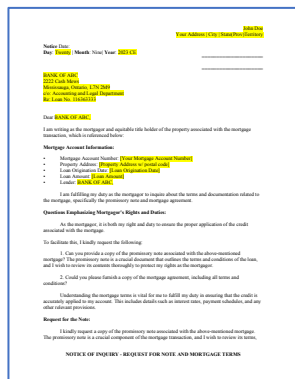 John Doe
Your Address | City | State|Prov|Territory
Notice Date:
Day: Twenty | Month: Nine| Year: 2023 CE
BANK OF ABC
2222 Cash Mews
Mississauga, Ontario, L7N 2M9
c/o: Accounting and Legal Department
Re: Loan No. 116363333
Dear BANK OF ABC,
I am writing as the mortgagor and equitable title holder of the property associated with the mortgage
transaction, which is referenced below:
Mortgage Account Information:
• Mortgage Account Number: [Your Mortgage Account Number]
• Property Address: [Property Address w/ postal code]
• Loan Origination Date: [Loan Origination Date]
• Loan Amount: [Loan Amount]
• Lender: BANK OF ABC,
I am fulfilling my duty as the mortgagor to inquire about the terms and documentation related to
the mortgage, specifically the promissory note and mortgage agreement.
Questions Emphasizing Mortgagor's Rights and Duties:
As the mortgagor, it is both my right and duty to ensure the proper application of the credit
associated with the mortgage.
To facilitate this, I kindly request the following:
1. Can you provide a copy of the promissory note associated with the above-mentioned
mortgage? The promissory note is a crucial document that outlines the terms and conditions of the loan,
and I wish to review its contents thoroughly to protect my rights as the mortgagor.
2. Could you please furnish a copy of the mortgage agreement, including all terms and
conditions?
Understanding the mortgage terms is vital for me to fulfill my duty in ensuring that the credit is
accurately applied to my account. This includes details such as interest rates, payment schedules, and any
other relevant provisions.
Request for the Note:
I kindly request a copy of the promissory note associated with the above-mentioned mortgage.
The promissory note is a crucial component of the mortgage transaction, and I wish to review its terms,
NOTICE OF INQUIRY - REQUEST FOR NOTE AND MORTGAGE TERMS